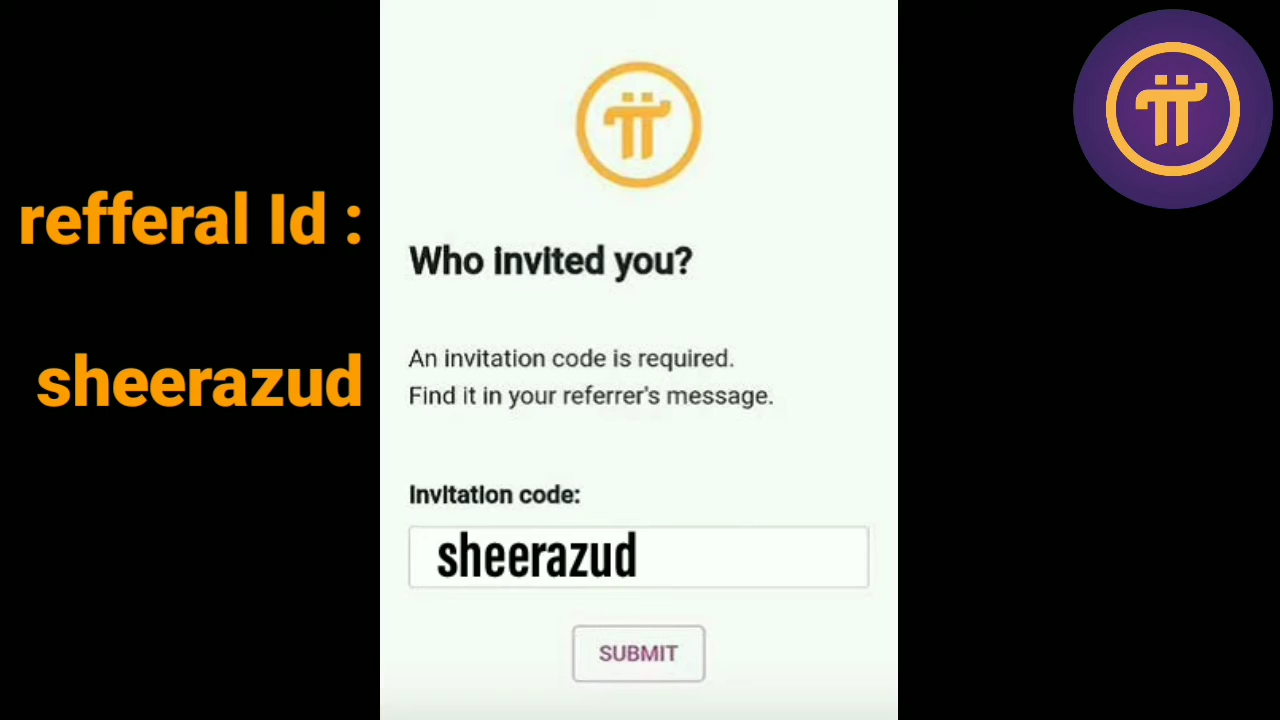 refferal Id :
sheerazud
Who invited you?
An invitation code is required.
Find it in your referrer's message.
Invitation code:
sheerazud
SUBMIT